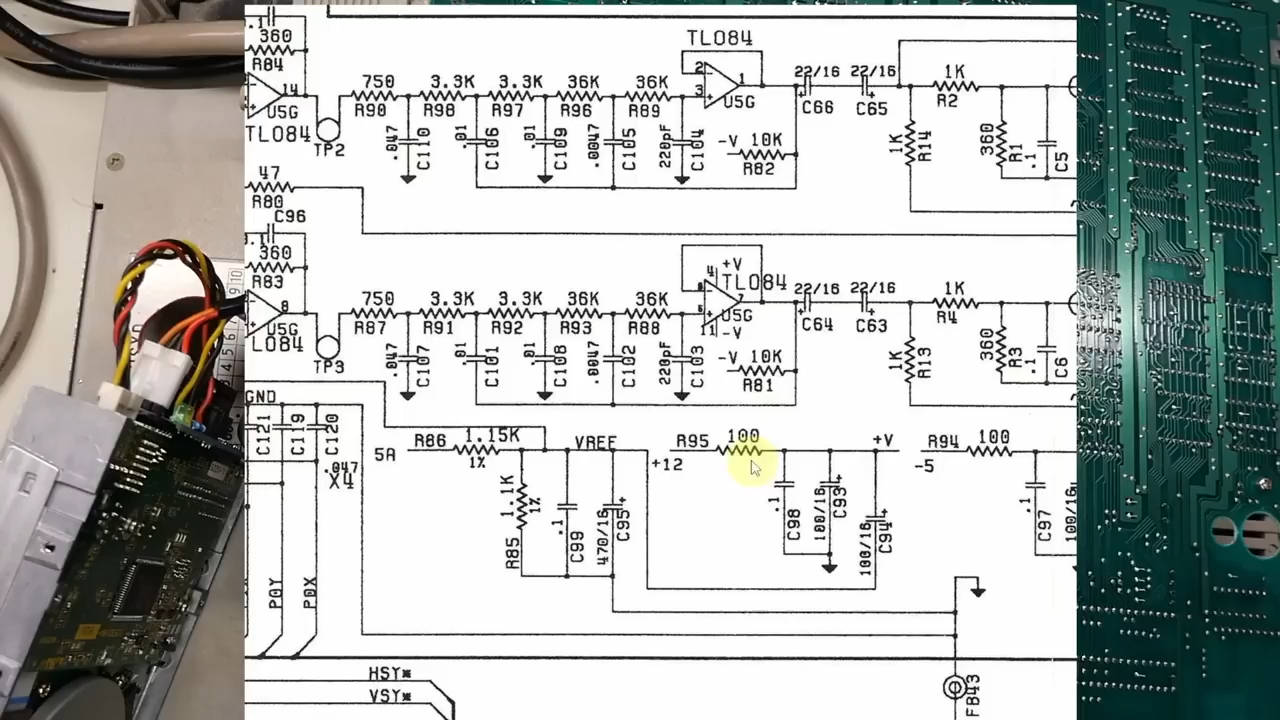 .1
360
R84
14
U5G
TL084
TP2
750
R90
3.3K
R98
3.3K
R97
36K
R96
36K
R89
.047
C110
.01
C106
.01
C109
.0047
C105
220pF
C104
TL084
2
3
1
U5G
-V 10K
R82
22/16
C66
22/16
C65
1K
R14
1K
R2
360
R1
.1
C5
47
R80
C96
360
R83
8
U5G
TP3
750
R87
3.3K
R91
3.3K
R92
36K
R93
36K
R88
.047
C107
.01
C101
.01
C108
.0047
C102
220pF
C103
4
+V
TL084
7
U5G
11
-V
-V 10K
R81
22/16
C64
22/16
C63
1K
R13
1K
R4
360
R3
.1
C6
GND
C121
C119
C120
.047
X4
5A
R86
1.15K
1%
VREF
1.1K
1%
R85
.1
C99
470/16
C95
+
+12
R95
100
+V
.1
C98
100/16
C93
+
100/16
C94
+
R94
100
-5
.1
C97
100/16
P0Y
P0X
HSY*
VSY*
FB43